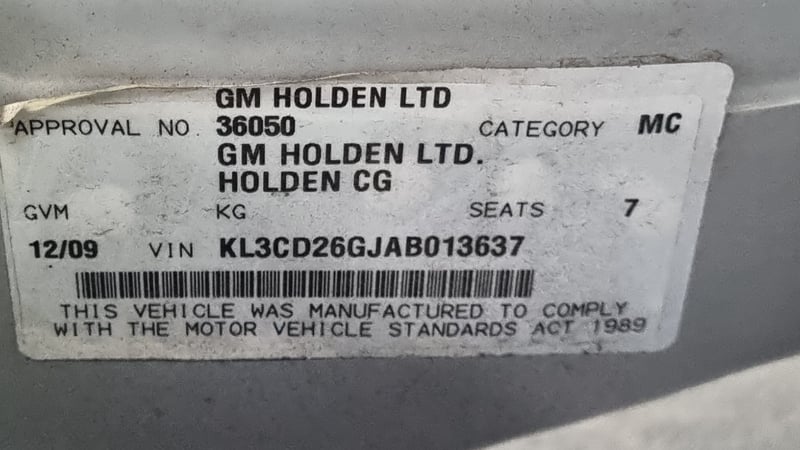 GM HOLDEN LTD
APPROVAL NO. 36050 CATEGORY MC
GM HOLDEN LTD.
HOLDEN CG
GVM KG SEATS 7
12/09 VIN KL3CD26GJAB013637
THIS VEHICLE WAS MANUFACTURED TO COMPLY
WITH THE MOTOR VEHICLE STANDARDS ACT 1989